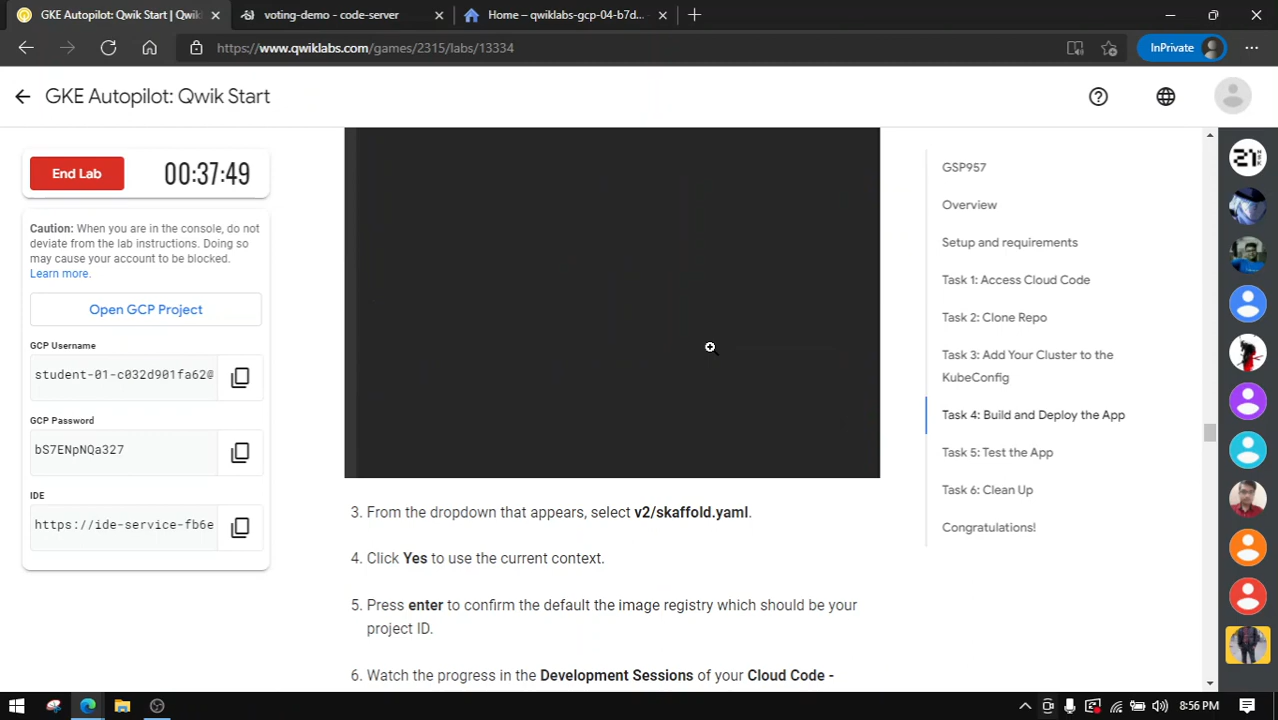 GKE Autopilot: Qwik Start | Qwik
voting-demo - code-server
Home – qwiklabs-gcp-04-b7d...
https://www.qwiklabs.com/games/2315/labs/13334
InPrivate
GKE Autopilot: Qwik Start
End Lab
00:37:49
Caution: When you are in the console, do not
deviate from the lab instructions. Doing so
may cause your account to be blocked.
Learn more.
Open GCP Project
GCP Username
student-01-c032d901fa62@
GCP Password
bS7ENpNQa327
IDE
https://ide-service-fb6e
3. From the dropdown that appears, select v2/skaffold.yaml.
4. Click Yes to use the current context.
5. Press enter to confirm the default the image registry which should be your
project ID.
6. Watch the progress in the Development Sessions of your Cloud Code -
GSP957
Overview
Setup and requirements
Task 1: Access Cloud Code
Task 2: Clone Repo
Task 3: Add Your Cluster to the
KubeConfig
Task 4: Build and Deploy the App
Task 5: Test the App
Task 6: Clean Up
Congratulations!
21
8:56 PM